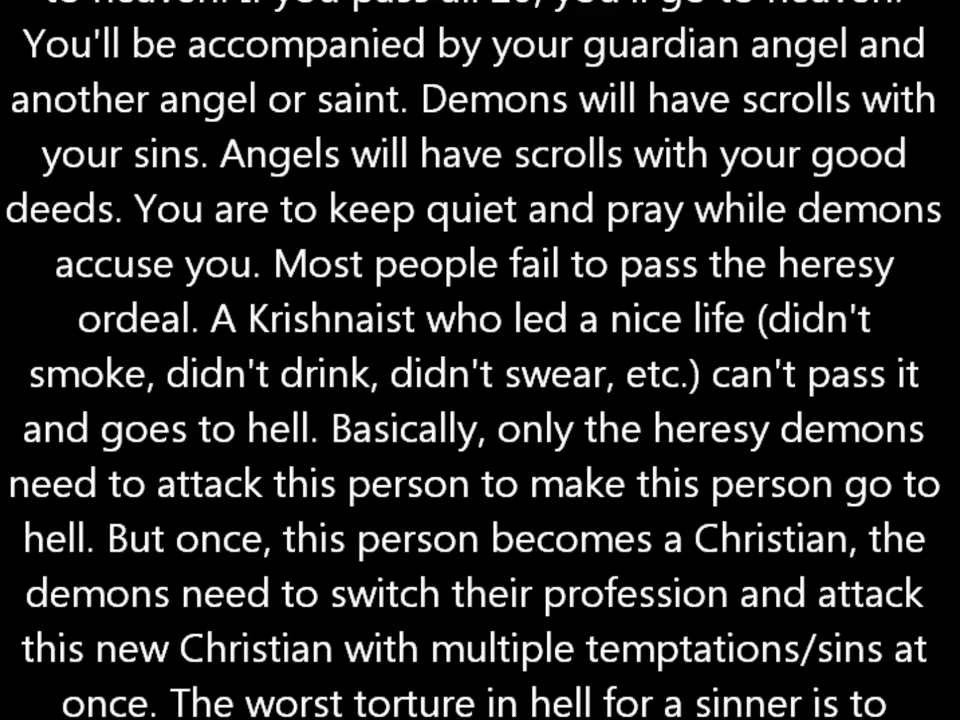 to heaven. If you pass all 20, you'll go to heaven.
You'll be accompanied by your guardian angel and
another angel or saint. Demons will have scrolls with
your sins. Angels will have scrolls with your good
deeds. You are to keep quiet and pray while demons
accuse you. Most people fail to pass the heresy
ordeal. A Krishnaist who led a nice life (didn't
smoke, didn't drink, didn't swear, etc.) can't pass it
and goes to hell. Basically, only the heresy demons
need to attack this person to make this person go to
hell. But once, this person becomes a Christian, the
demons need to switch their profession and attack
this new Christian with multiple temptations/sins at
once. The worst torture in hell for a sinner is to